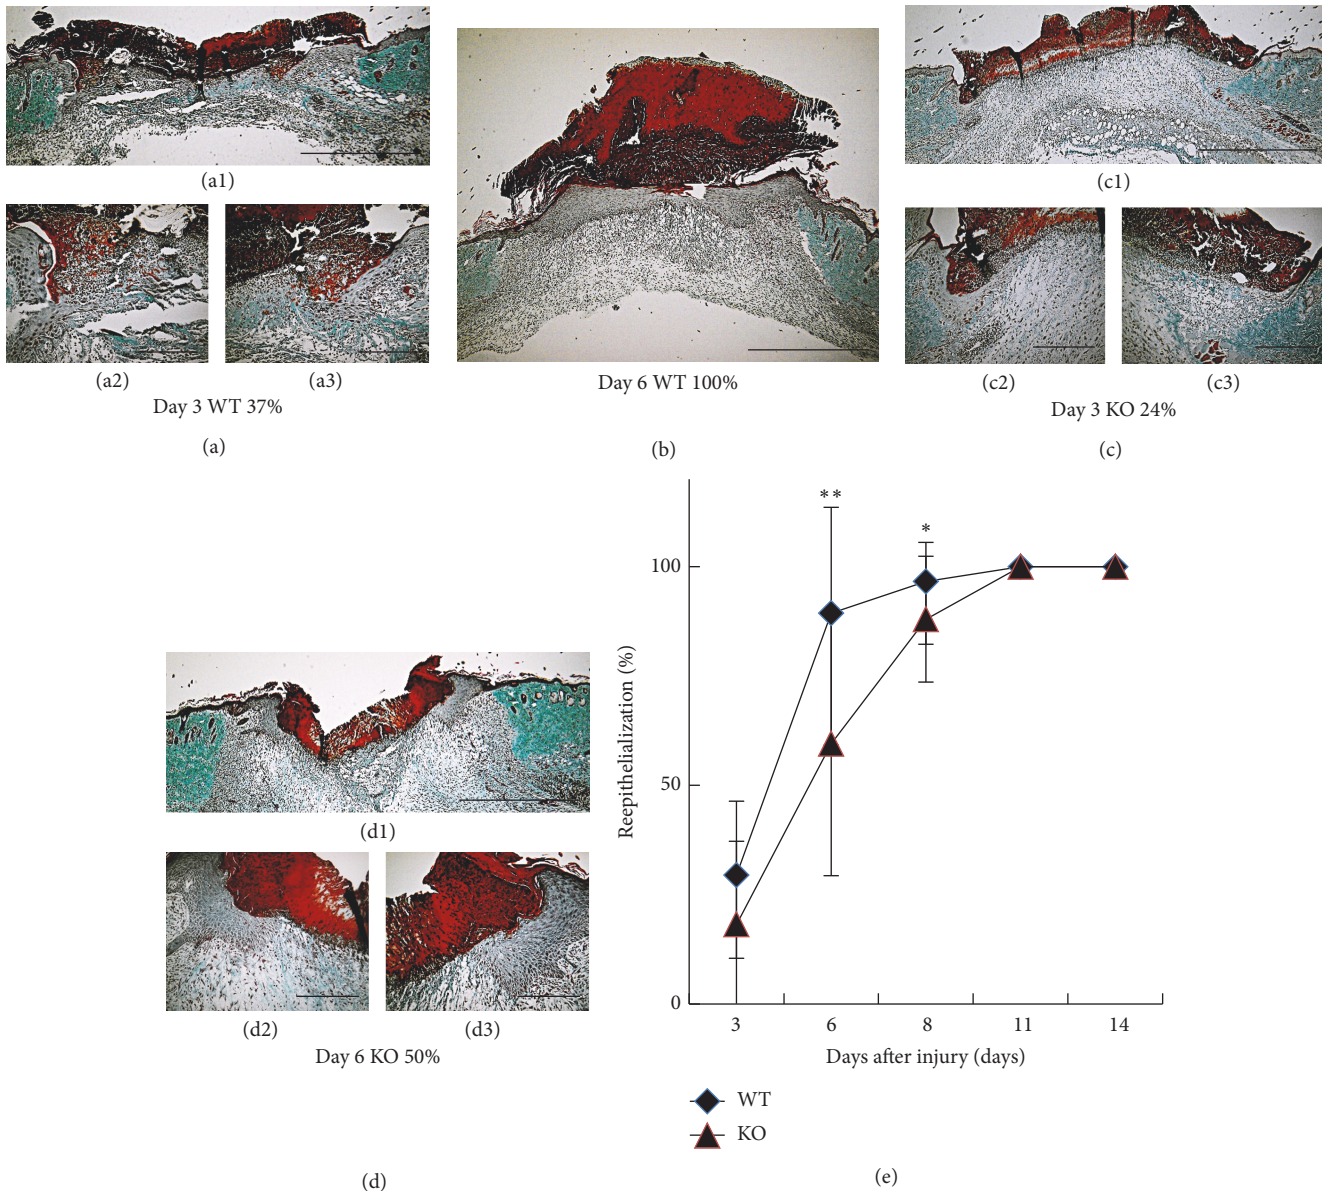 (a1)
(a2)
(a3)
Day 3 WT 37%
(a)
Day 6 WT 100%
(b)
(c1)
(c2)
(c3)
Day 3 KO 24%
(c)
(d1)
(d2)
(d3)
Day 6 KO 50%
(d)
**
*
100
50
0
Reepithelialization (%)
3 6 8 11 14
Days after injury (days)
WT
KO
(e)